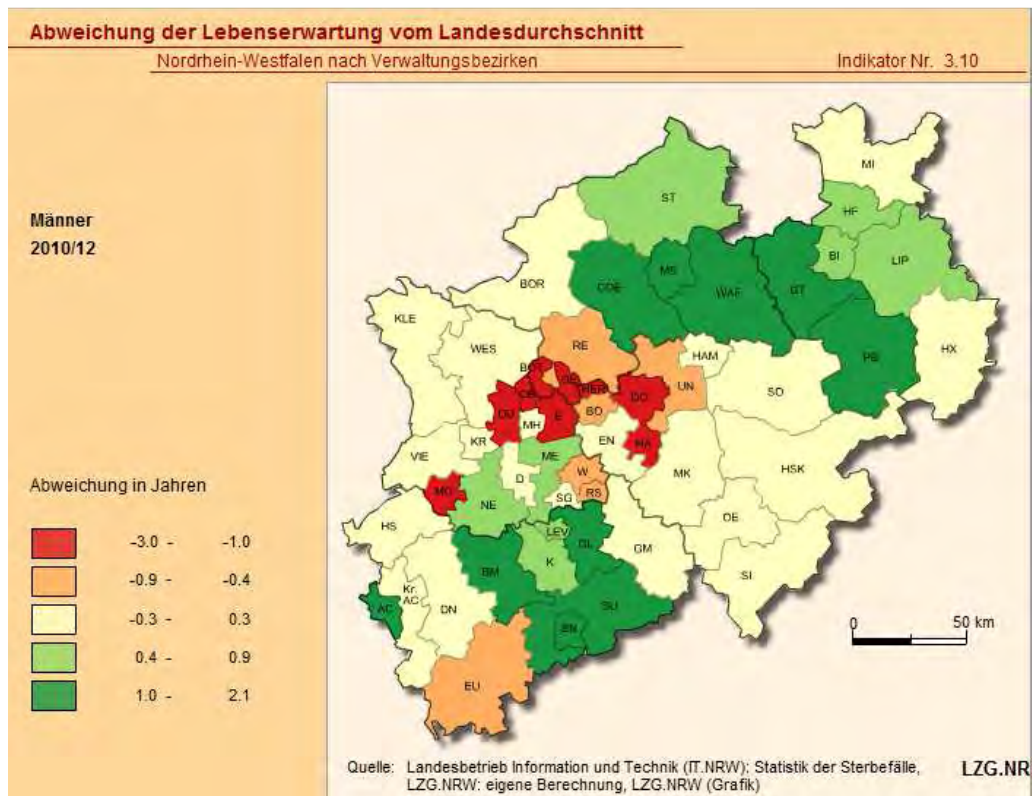 Abweichung der Lebenserwartung vom Landesdurchschnitt
Nordrhein-Westfalen nach Verwaltungsbezirken Indikator Nr. 3.10
Männer
2010/12
Abweichung in Jahren
-3.0 - -1.0
-0.9 - -0.4
-0.3 - 0.3
0.4 - 0.9
1.0 - 2.1
MI
ST
HF
BI
LIP
BOR
COE
MS
WAF
GT
KLE
WES
RE
HAM
PB
HX
BOT
GE
HER
DO
UN
SO
DU
E
BO
MH
KR
EN
HA
VIE
ME
MK
HSK
D
W
MG
NE
SG
RS
HS
OE
LEV
GL
GM
BM
K
SI
Kr.
AC
AC
DN
SU
BN
EU
0 50 km
Quelle: Landesbetrieb Information und Technik (IT.NRW): Statistik der Sterbefälle,
LZG.NRW: eigene Berechnung, LZG.NRW (Grafik)
LZG.NR